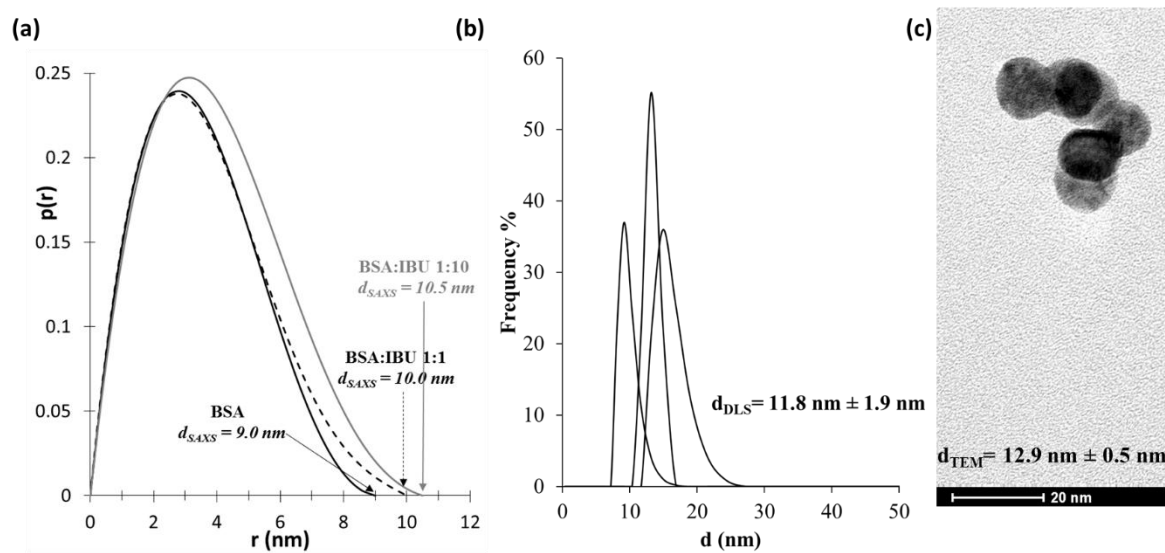 (a)
(b)
(c)
0.25
0.2
0.15
0.1
0.05
0
p(r)
0 2 4 6 8 10 12
r (nm)
BSA:IBU 1:10
dSAXS = 10.5 nm
BSA:IBU 1:1
dSAXS = 10.0 nm
BSA
dSAXS = 9.0 nm
60
50
40
30
20
10
0
Frequency %
0 10 20 30 40 50
d (nm)
dDLS= 11.8 nm ± 1.9 nm
dTEM= 12.9 nm ± 0.5 nm
20 nm